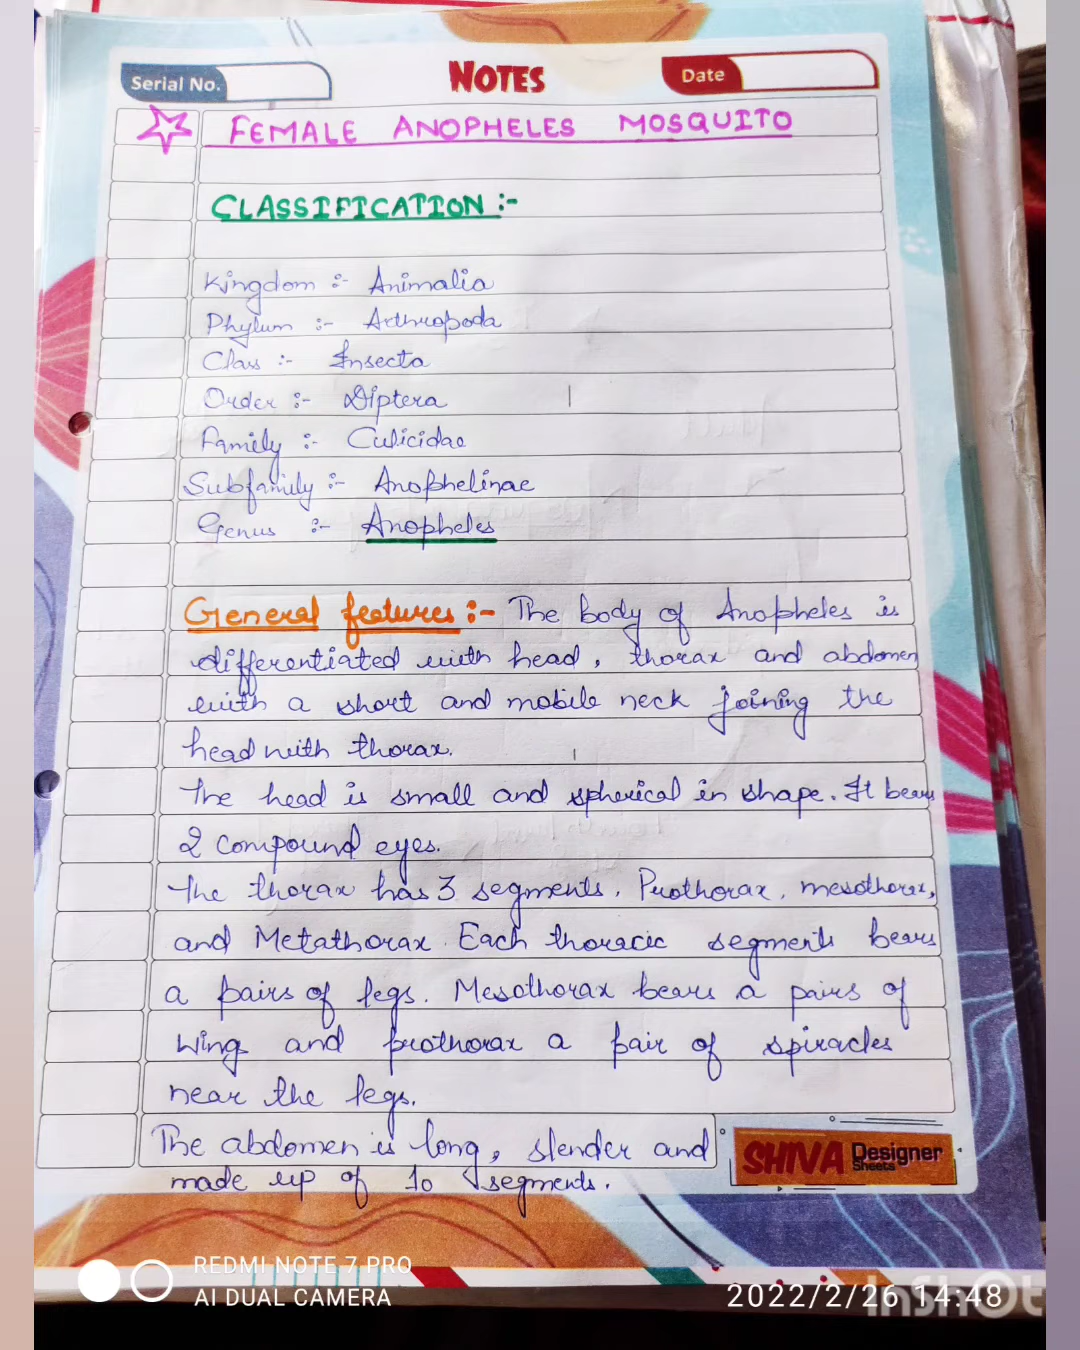 Serial No.
NOTES
Date
FEMALE ANOPHELES MOSQUITO
CLASSIFICATION :-
Kingdom :- Animalia
Phylum :- Arthropoda
Class :- Insecta
Order :- Diptera
Family :- Culicidae
Subfamily :- Anophelinae
Genus :- Anopheles
General features :- The body of Anopheles is
differentiated with head, thorax and abdomen
with a short and mobile neck joining the
head with thorax.
The head is small and spherical in shape. It bears
2 compound eyes.
The thorax has 3 segments. Prothorax, mesothorax,
and Metathorax. Each thoracic segments bears
a pairs of legs. Mesothorax bears a pairs of
wing and prothorax a pair of spiracles
near the legs.
The abdomen is long, slender and
made up of 10 segments.
SHIVA Designer
Sheets
REDMI NOTE 7 PRO
AI DUAL CAMERA
2022/2/26 14:48
InShOt